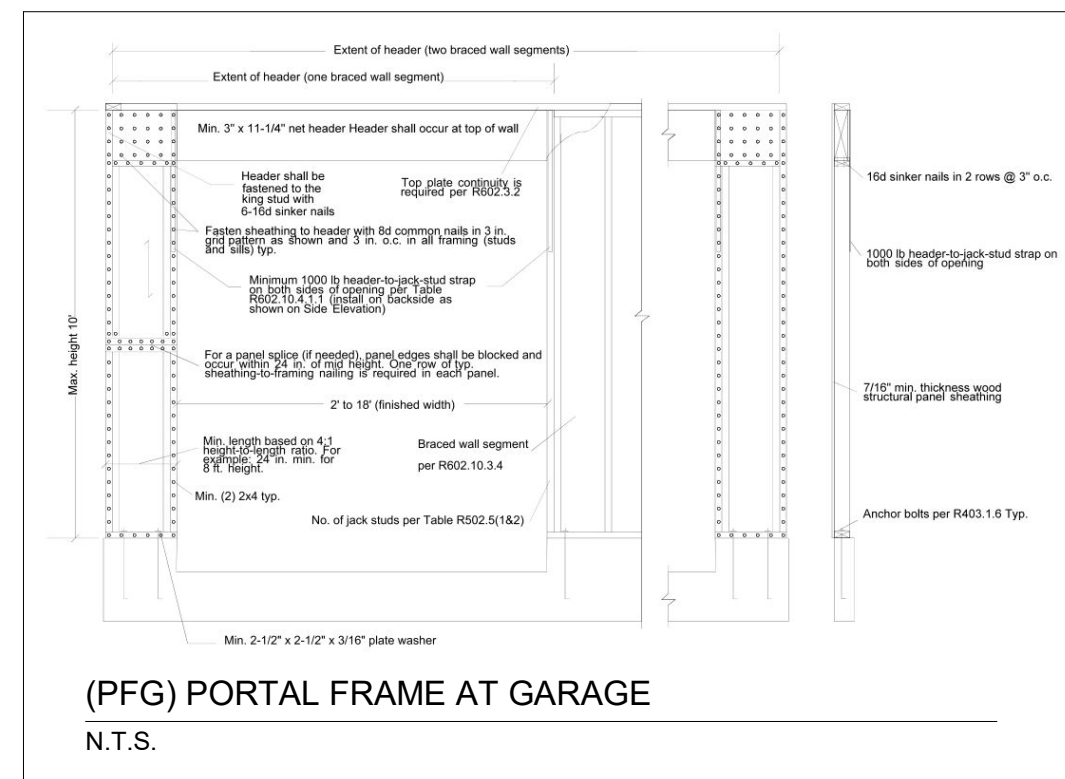 Extent of header (two braced wall segments)
Extent of header (one braced wall segment)
Min. 3" x 11-1/4" net header Header shall occur at top of wall
Header shall be
fastened to the
king stud with
6-16d sinker nails
Top plate continuity is
required per R602.3.2
16d sinker nails in 2 rows @ 3" o.c.
Fasten sheathing to header with 8d common nails in 3 in.
grid pattern as shown and 3 in. o.c. in all framing (studs
and sills) typ.
1000 lb header-to-jack-stud strap on
both sides of opening
Minimum 1000 lb header-to-jack-stud strap
on both sides of opening per Table
R602.10.4.1.1 (install on backside as
shown on Side Elevation)
Max. height 10'
For a panel splice (if needed), panel edges shall be blocked and
occur within 24 in. of mid height. One row of typ.
sheathing-to-framing nailing is required in each panel.
7/16" min. thickness wood
structural panel sheathing
2' to 18' (finished width)
Min. length based on 4:1
height-to-length ratio. For
example: 24 in. min. for
8 ft. height.
Braced wall segment
per R602.10.3.4
Min. (2) 2x4 typ.
No. of jack studs per Table R502.5(1&2)
Anchor bolts per R403.1.6 Typ.
Min. 2-1/2" x 2-1/2" x 3/16" plate washer
(PFG) PORTAL FRAME AT GARAGE
N.T.S.